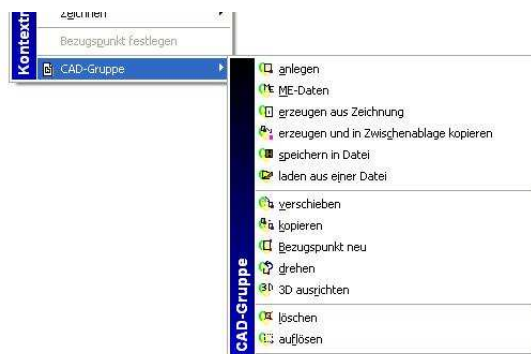 Zeichnen
Kontextm
Bezugspunkt festlegen
CAD-Gruppe
CAD-Gruppe
anlegen
ME-Daten
erzeugen aus Zeichnung
erzeugen und in Zwischenablage kopieren
speichern in Datei
laden aus einer Datei
verschieben
kopieren
Bezugspunkt neu
drehen
3D ausrichten
löschen
auflösen